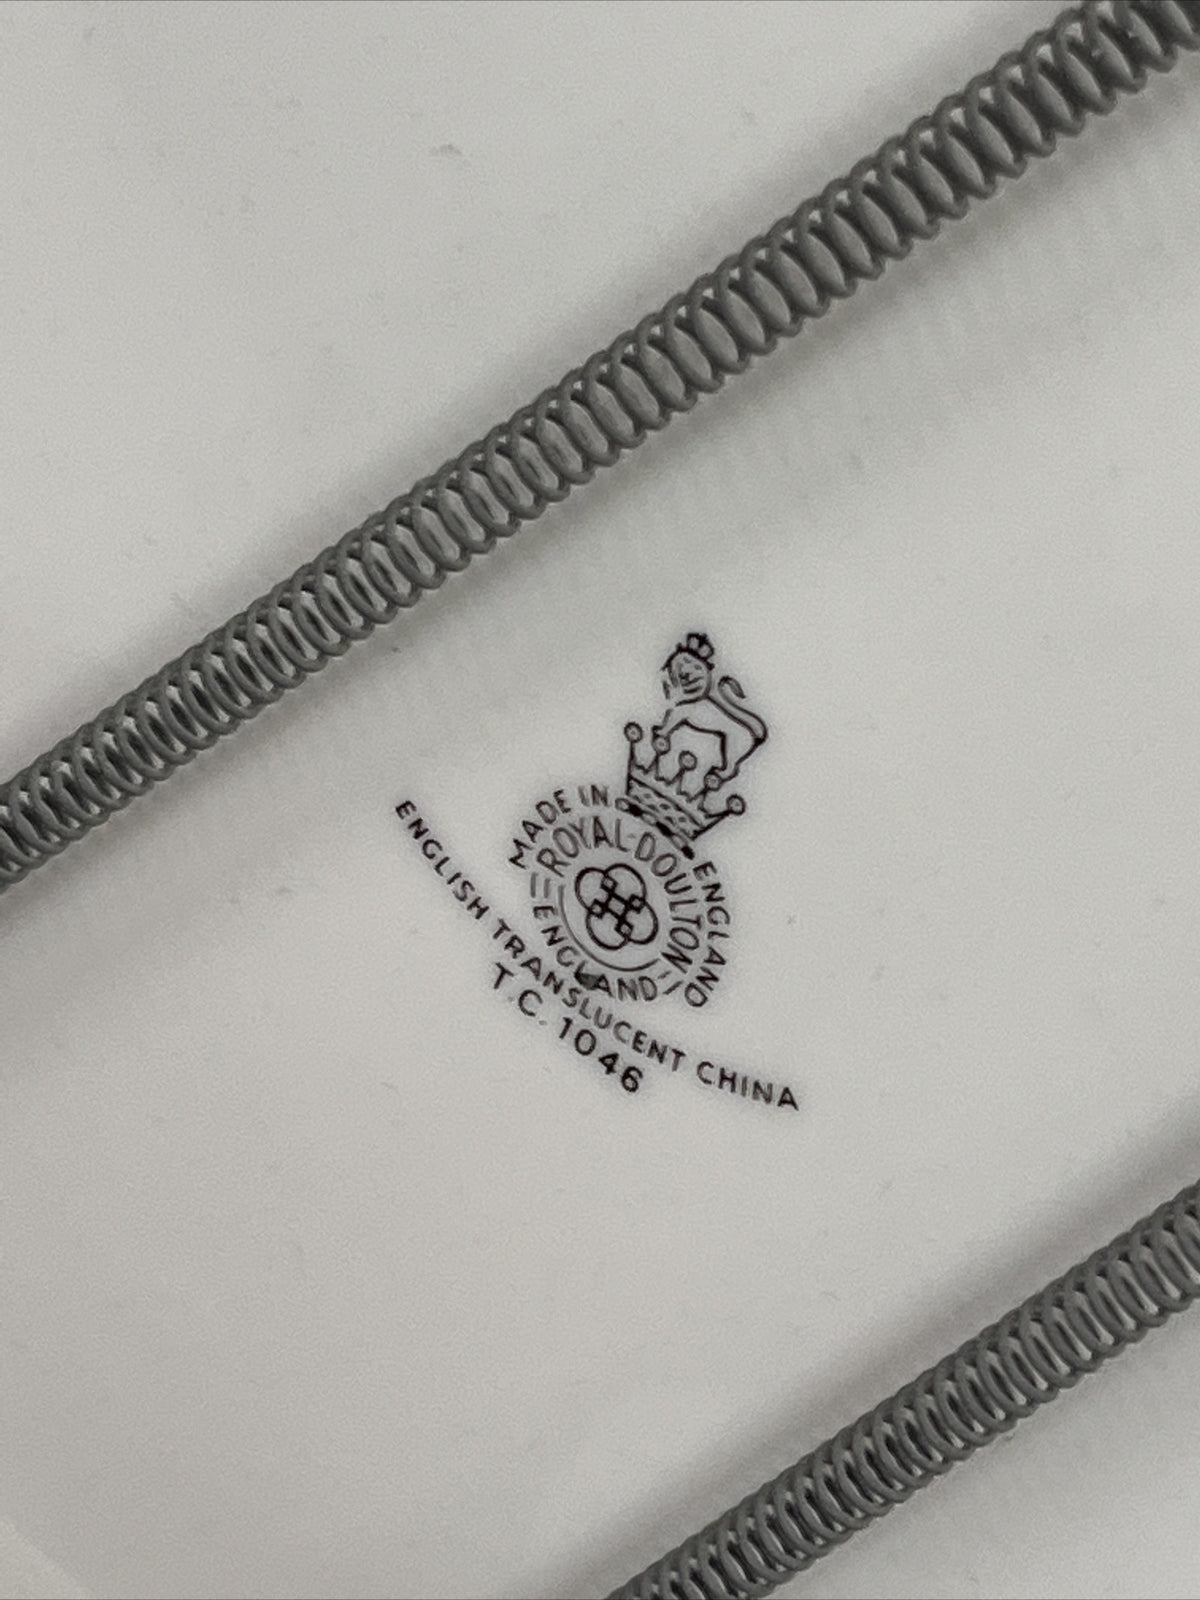 MADE IN ENGLAND
ROYAL-DOULTON
ENGLAND
ENGLISH TRANSLUCENT CHINA
T.C. 1046